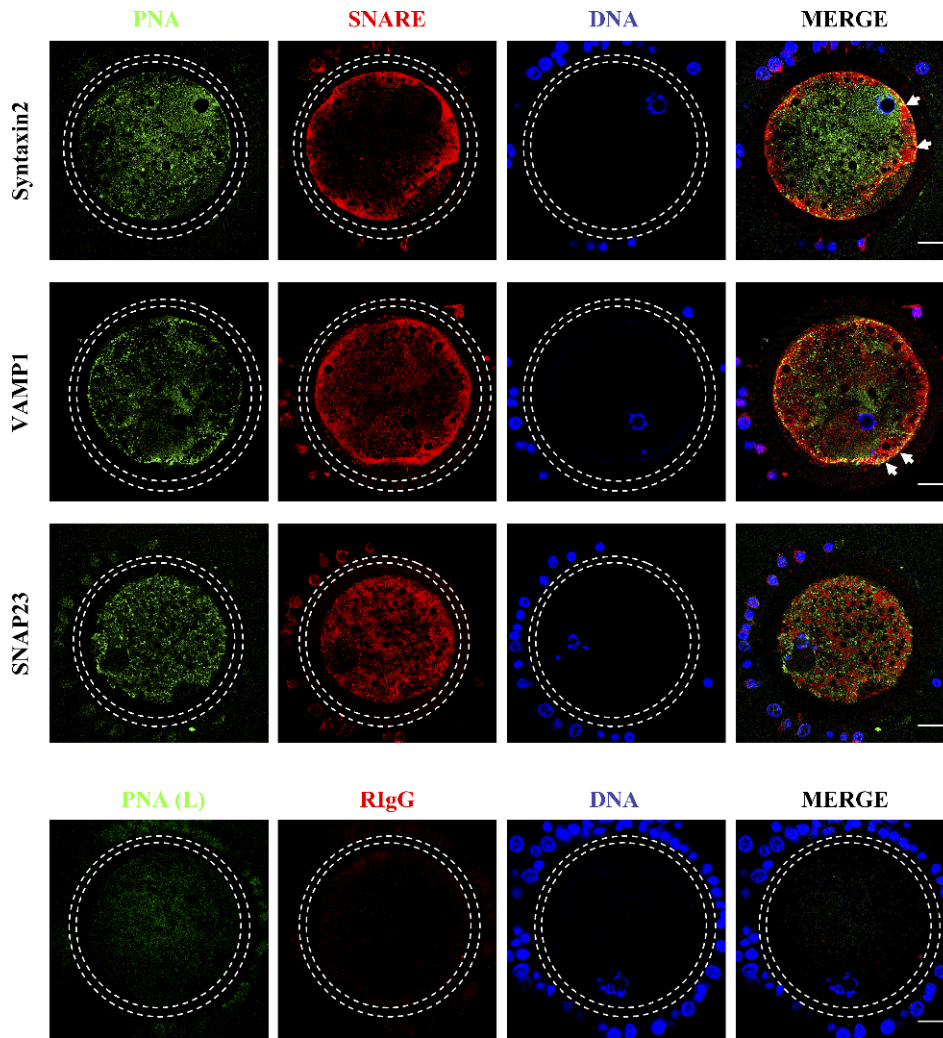 PNA SNARE DNA MERGE
Syntaxin2
VAMP1
SNAP23
PNA (L) RIgG DNA MERGE